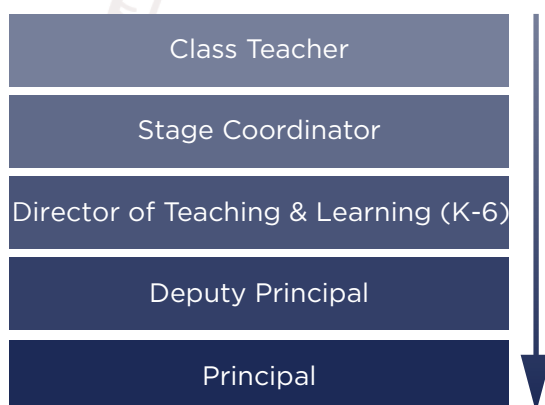 Class Teacher
Stage Coordinator
Director of Teaching & Learning (K-6)
Deputy Principal
Principal